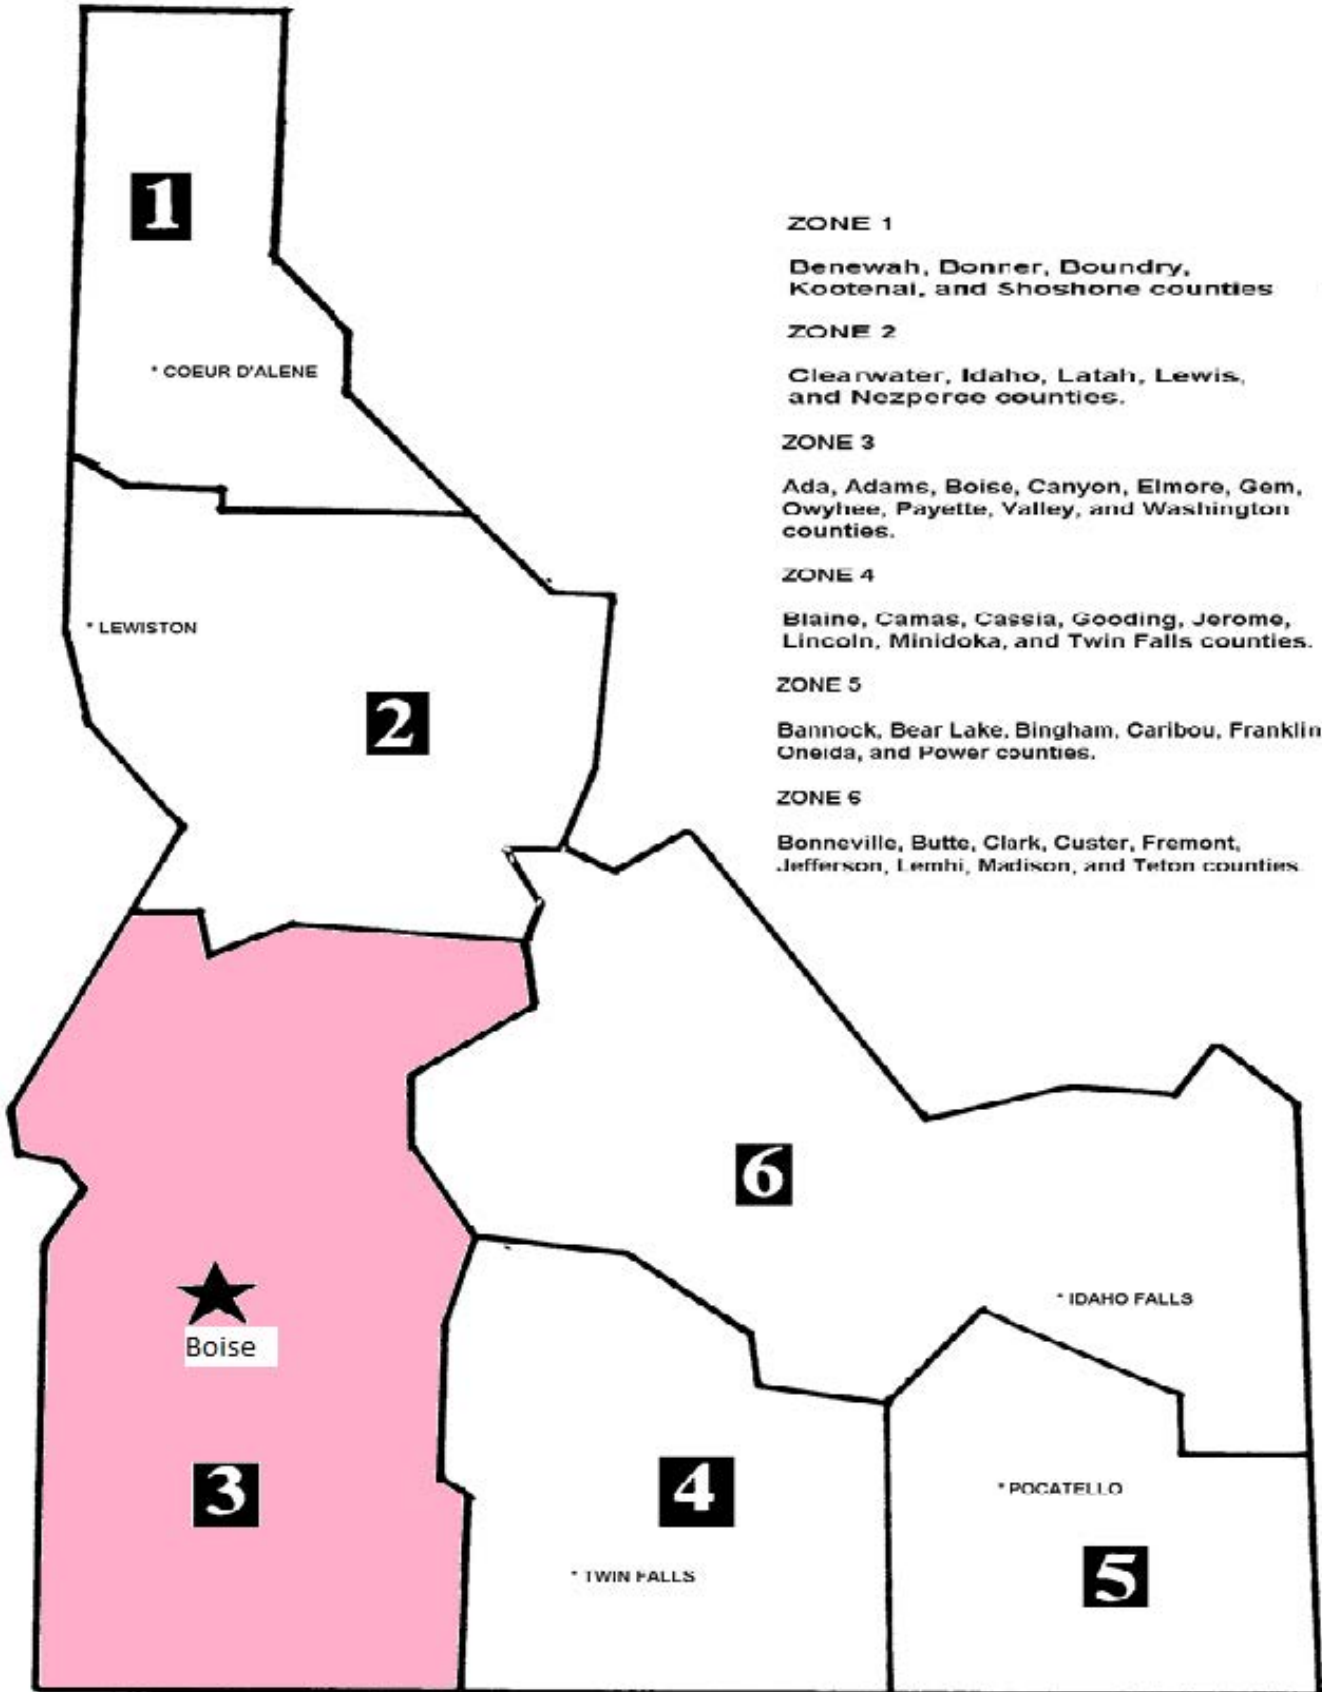 1
ZONE 1
Benewah, Bonner, Boundry,
Kootenai, and Shoshone counties
ZONE 2
* COEUR D'ALENE
Clearwater, Idaho, Latah, Lewis,
and Nezperce counties.
ZONE 3
Ada, Adams, Boise, Canyon, Elmore, Gem,
Owyhee, Payette, Valley, and Washington
counties.
ZONE 4
* LEWISTON
Blaine, Camas, Cassia, Gooding, Jerome,
Lincoln, Minidoka, and Twin Falls counties.
ZONE 5
2
Bannock, Bear Lake, Bingham, Caribou, Franklin
Oneida, and Power counties.
ZONE 6
Bonneville, Butte, Clark, Custer, Fremont,
Jefferson, Lemhi, Madison, and Teton counties
6
* IDAHO FALLS
Boise
3
4
* POCATELLO
* TWIN FALLS
5